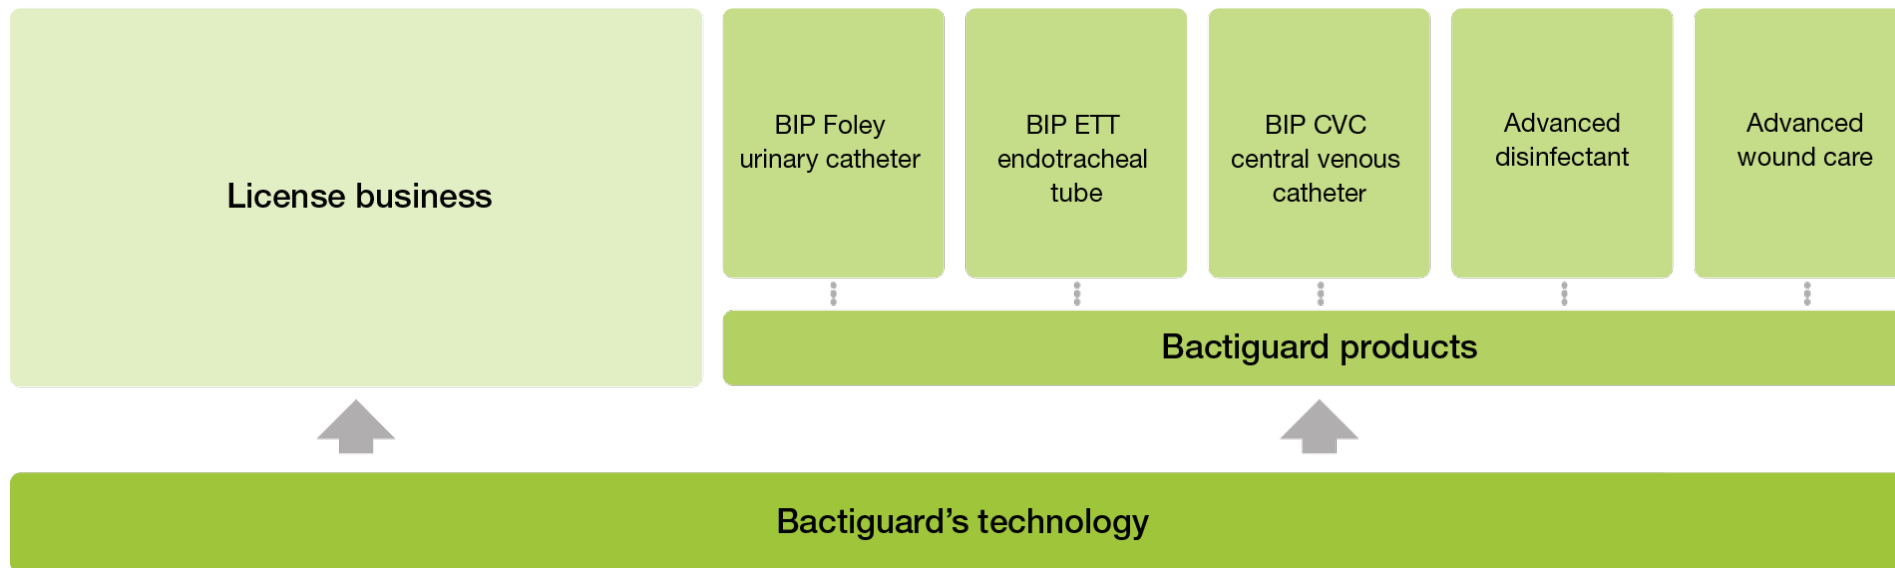 License business
BIP Foley
urinary catheter
BIP ETT
endotracheal
tube
BIP CVC
central venous
catheter
Advanced
disinfectant
Advanced
wound care
Bactiguard products
Bactiguard’s technology